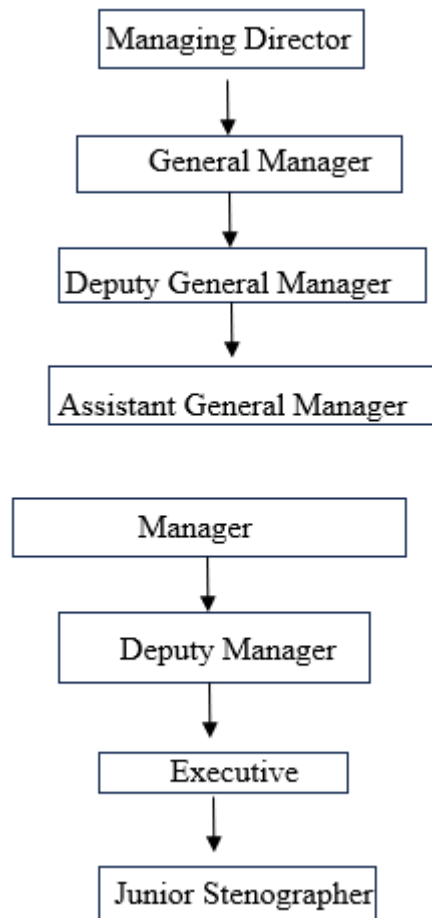 Managing Director
General Manager
Deputy General Manager
Assistant General Manager
Manager
Deputy Manager
Executive
Junior Stenographer